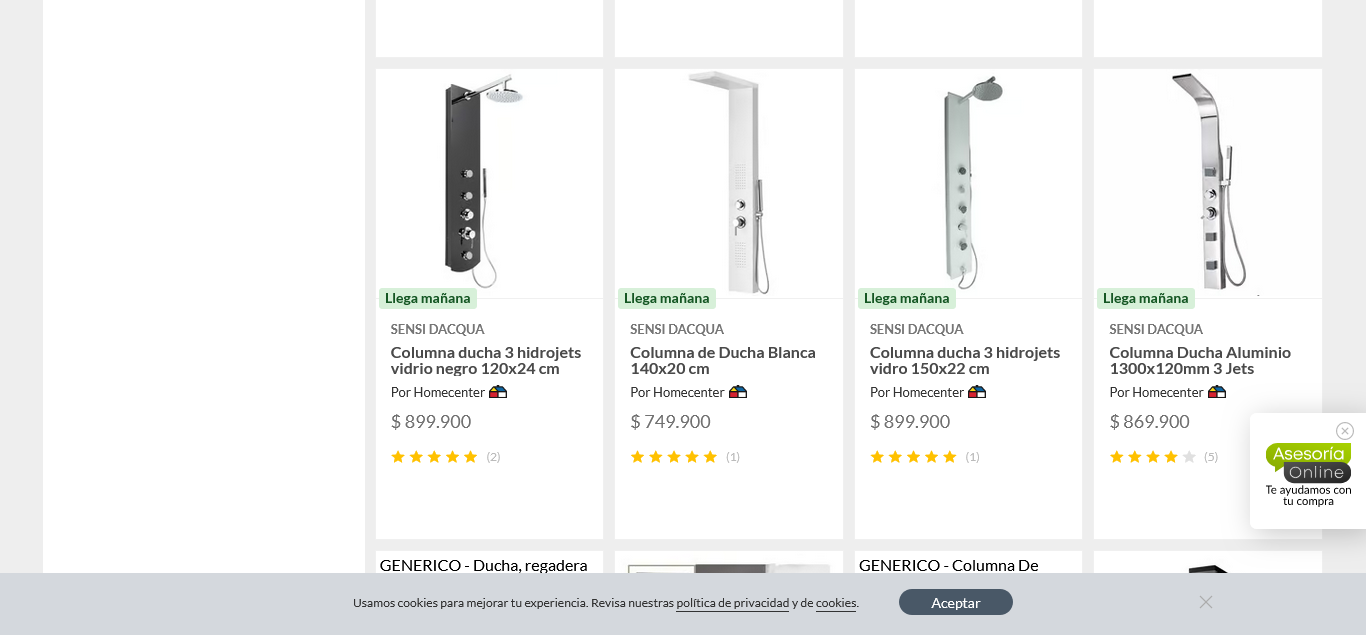 Llega mañana
SENSI DACQUA
Columna ducha 3 hidrojets
vidrio negro 120x24 cm
Por Homecenter
$ 899.900
(2)
Llega mañana
SENSI DACQUA
Columna de Ducha Blanca
140x20 cm
Por Homecenter
$ 749.900
(1)
Llega mañana
SENSI DACQUA
Columna ducha 3 hidrojets
vidro 150x22 cm
Por Homecenter
$ 899.900
(1)
Llega mañana
SENSI DACQUA
Columna Ducha Aluminio
1300x120mm 3 Jets
Por Homecenter
$ 869.900
(5)
Asesoría
Online
Te ayudamos con
tu compra
GENERICO - Ducha, regadera
GENERICO - Columna De
Usamos cookies para mejorar tu experiencia. Revisa nuestras política de privacidad y de cookies.
Aceptar